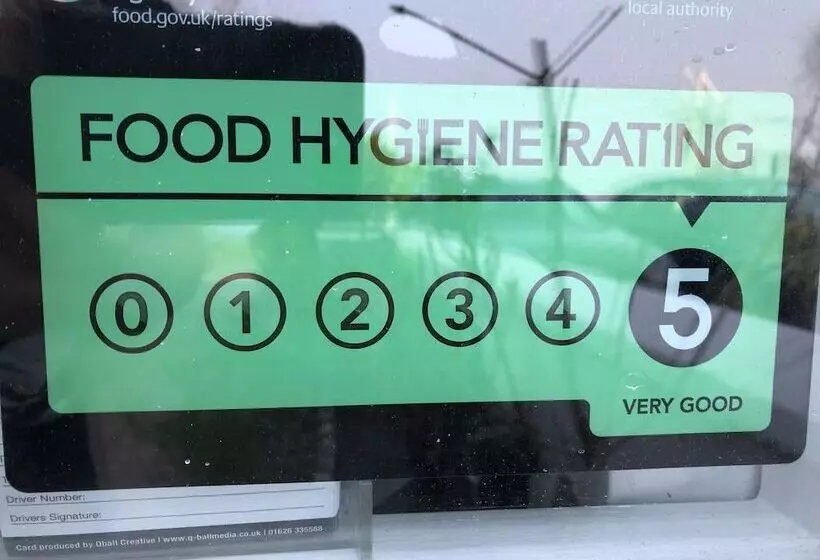 food.gov.uk/ratings
local authority
FOOD HYGIENE RATING
0 1 2 3 4 5
VERY GOOD
Driver Number:
Drivers Signature:
Card produced by Qball Creative | www.q-ballmedia.co.uk | 01626 335588